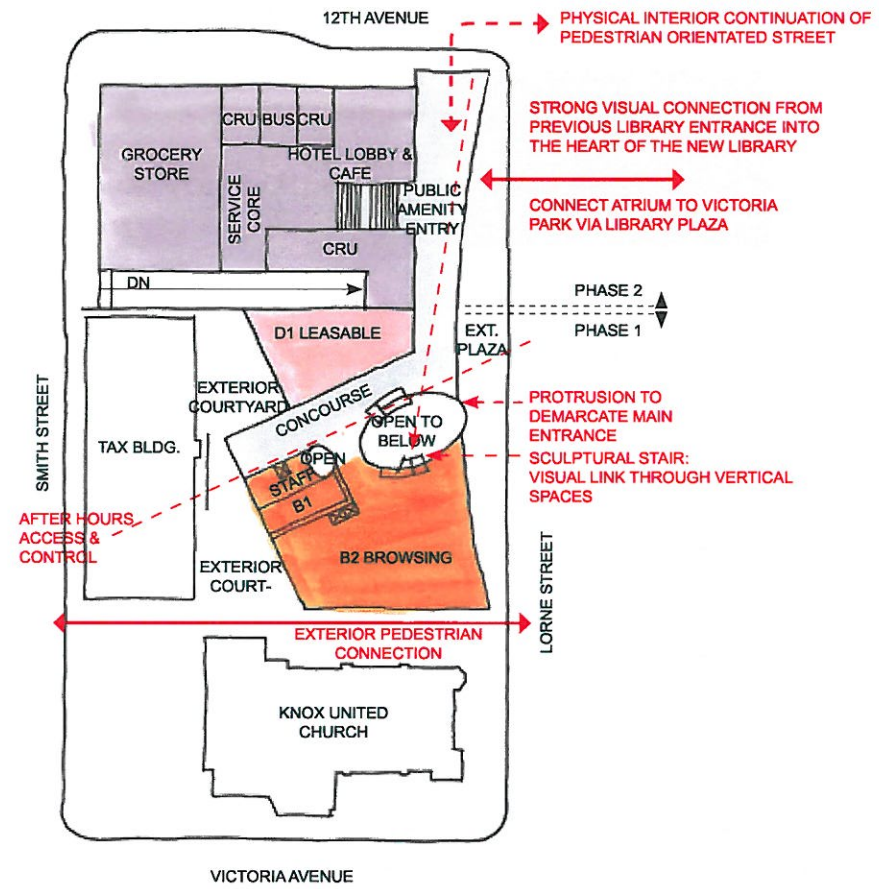 12TH AVENUE
PHYSICAL INTERIOR CONTINUATION OF
PEDESTRIAN ORIENTATED STREET
STRONG VISUAL CONNECTION FROM
PREVIOUS LIBRARY ENTRANCE INTO
THE HEART OF THE NEW LIBRARY
CONNECT ATRIUM TO VICTORIA
PARK VIA LIBRARY PLAZA
CRU
BUS
CRU
GROCERY
STORE
HOTEL LOBBY &
CAFE
SERVICE
CORE
PUBLIC
AMENITY
ENTRY
CRU
DN
PHASE 2
PHASE 1
D1 LEASABLE
EXT.
PLAZA
EXTERIOR
COURTYARD
CONCOURSE
OPEN TO
BELOW
PROTRUSION TO
DEMARCATE MAIN
ENTRANCE
SCULPTURAL STAIR:
VISUAL LINK THROUGH VERTICAL
SPACES
SMITH STREET
TAX BLDG.
OPEN
STAFF
B1
AFTER HOURS
ACCESS &
CONTROL
B2 BROWSING
EXTERIOR
COURT-
LORNE STREET
EXTERIOR PEDESTRIAN
CONNECTION
KNOX UNITED
CHURCH
VICTORIA AVENUE